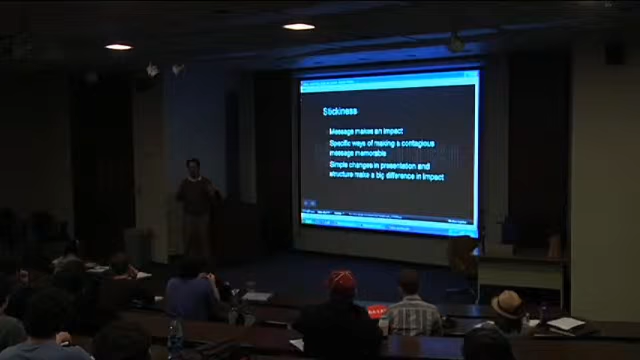 Stickiness
Message makes an impact
Specific ways of making a contagious
message memorable
Simple changes in presentation and
structure make a big difference in impact